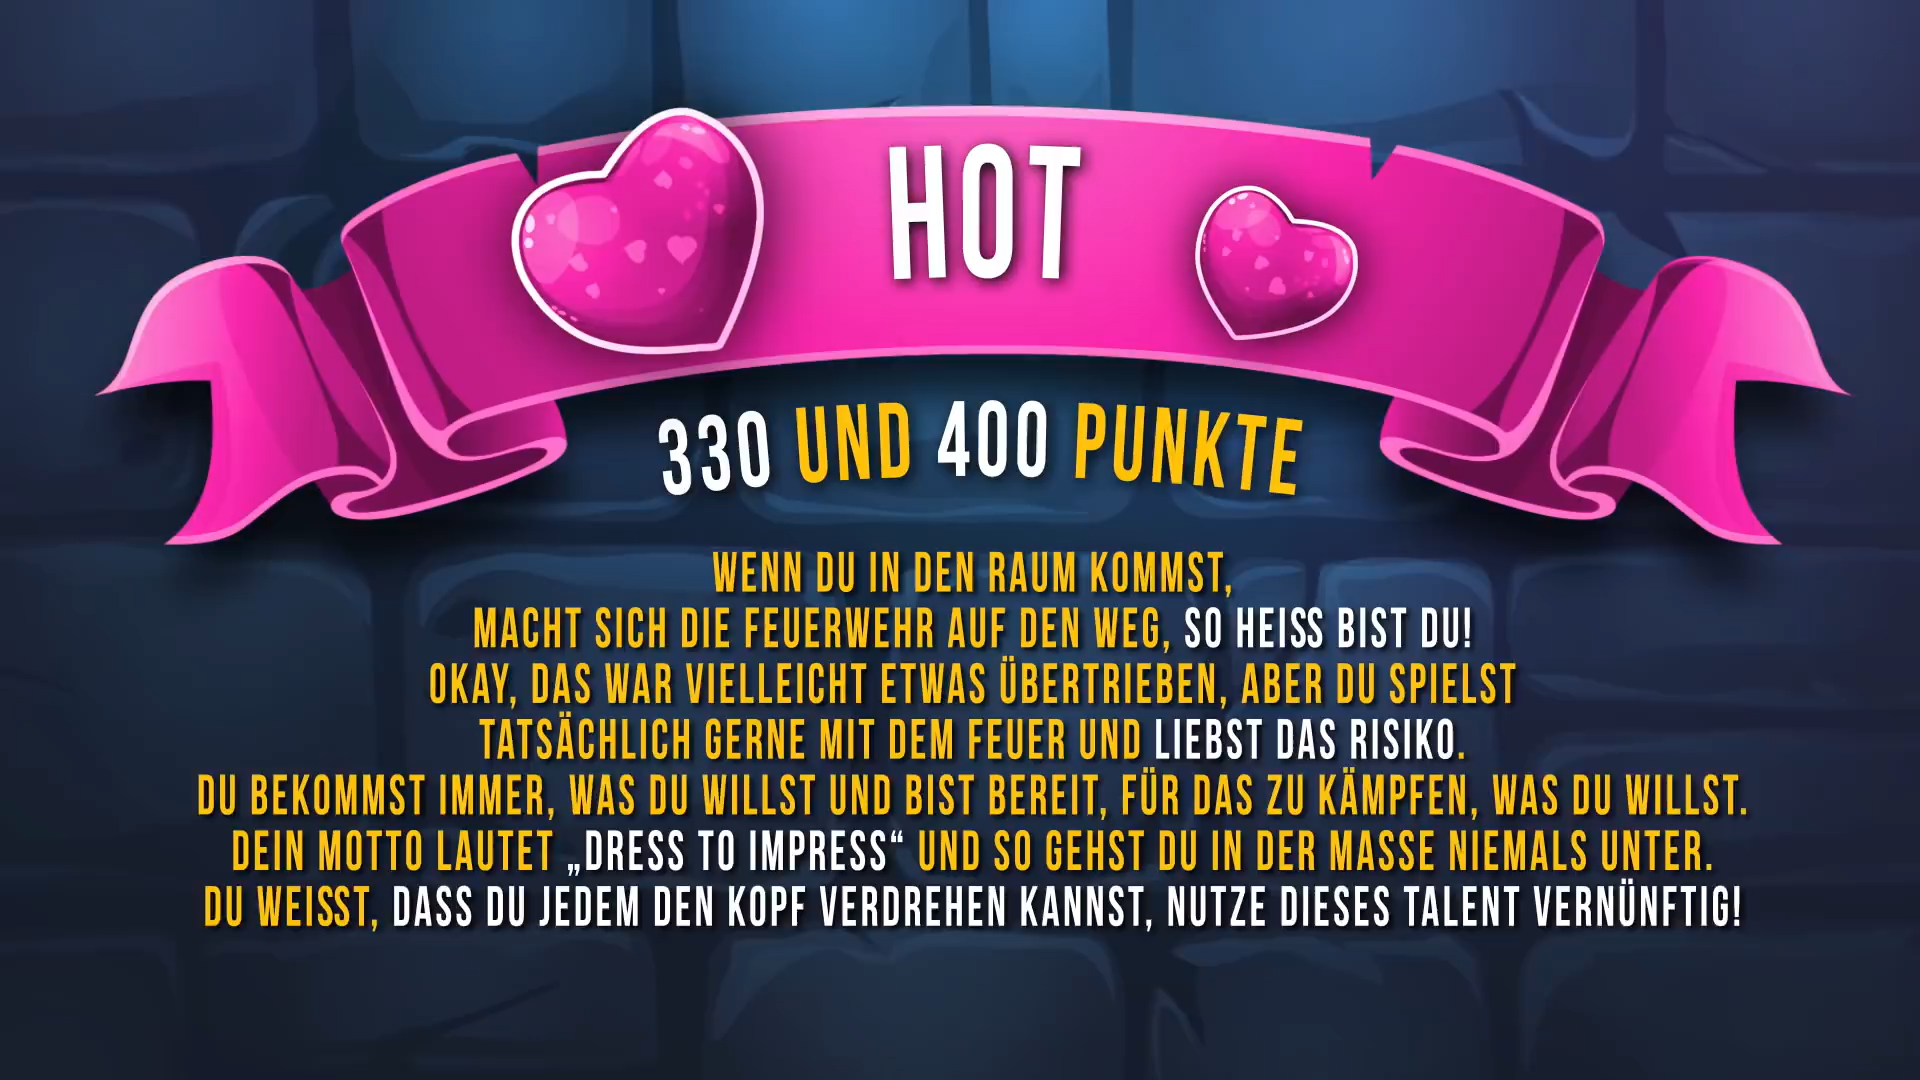 HOT
330 UND 400 PUNKTE
WENN DU IN DEN RAUM KOMMST,
MACHT SICH DIE FEUERWEHR AUF DEN WEG, SO HEISS BIST DU!
OKAY, DAS WAR VIELLEICHT ETWAS ÜBERTRIEBEN, ABER DU SPIELST
TATSÄCHLICH GERNE MIT DEM FEUER UND LIEBST DAS RISIKO.
DU BEKOMMST IMMER, WAS DU WILLST UND BIST BEREIT, FÜR DAS ZU KÄMPFEN, WAS DU WILLST.
DEIN MOTTO LAUTET „DRESS TO IMPRESS“ UND SO GEHST DU IN DER MASSE NIEMALS UNTER.
DU WEISST, DASS DU JEDEM DEN KOPF VERDREHEN KANNST, NUTZE DIESES TALENT VERNÜNFTIG!